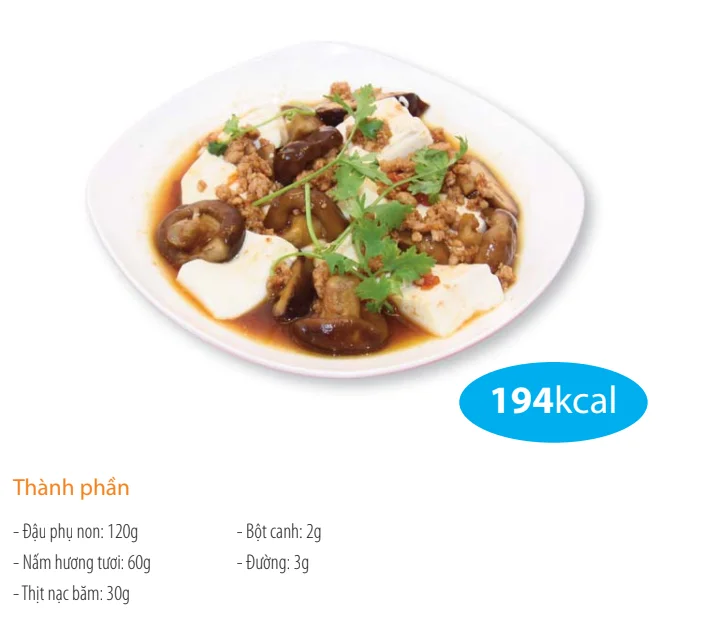 194kcal
Thành phần
- Đậu phụ non: 120g
- Nấm hương tươi: 60g
- Thịt nạc băm: 30g
- Bột canh: 2g
- Đường: 3g